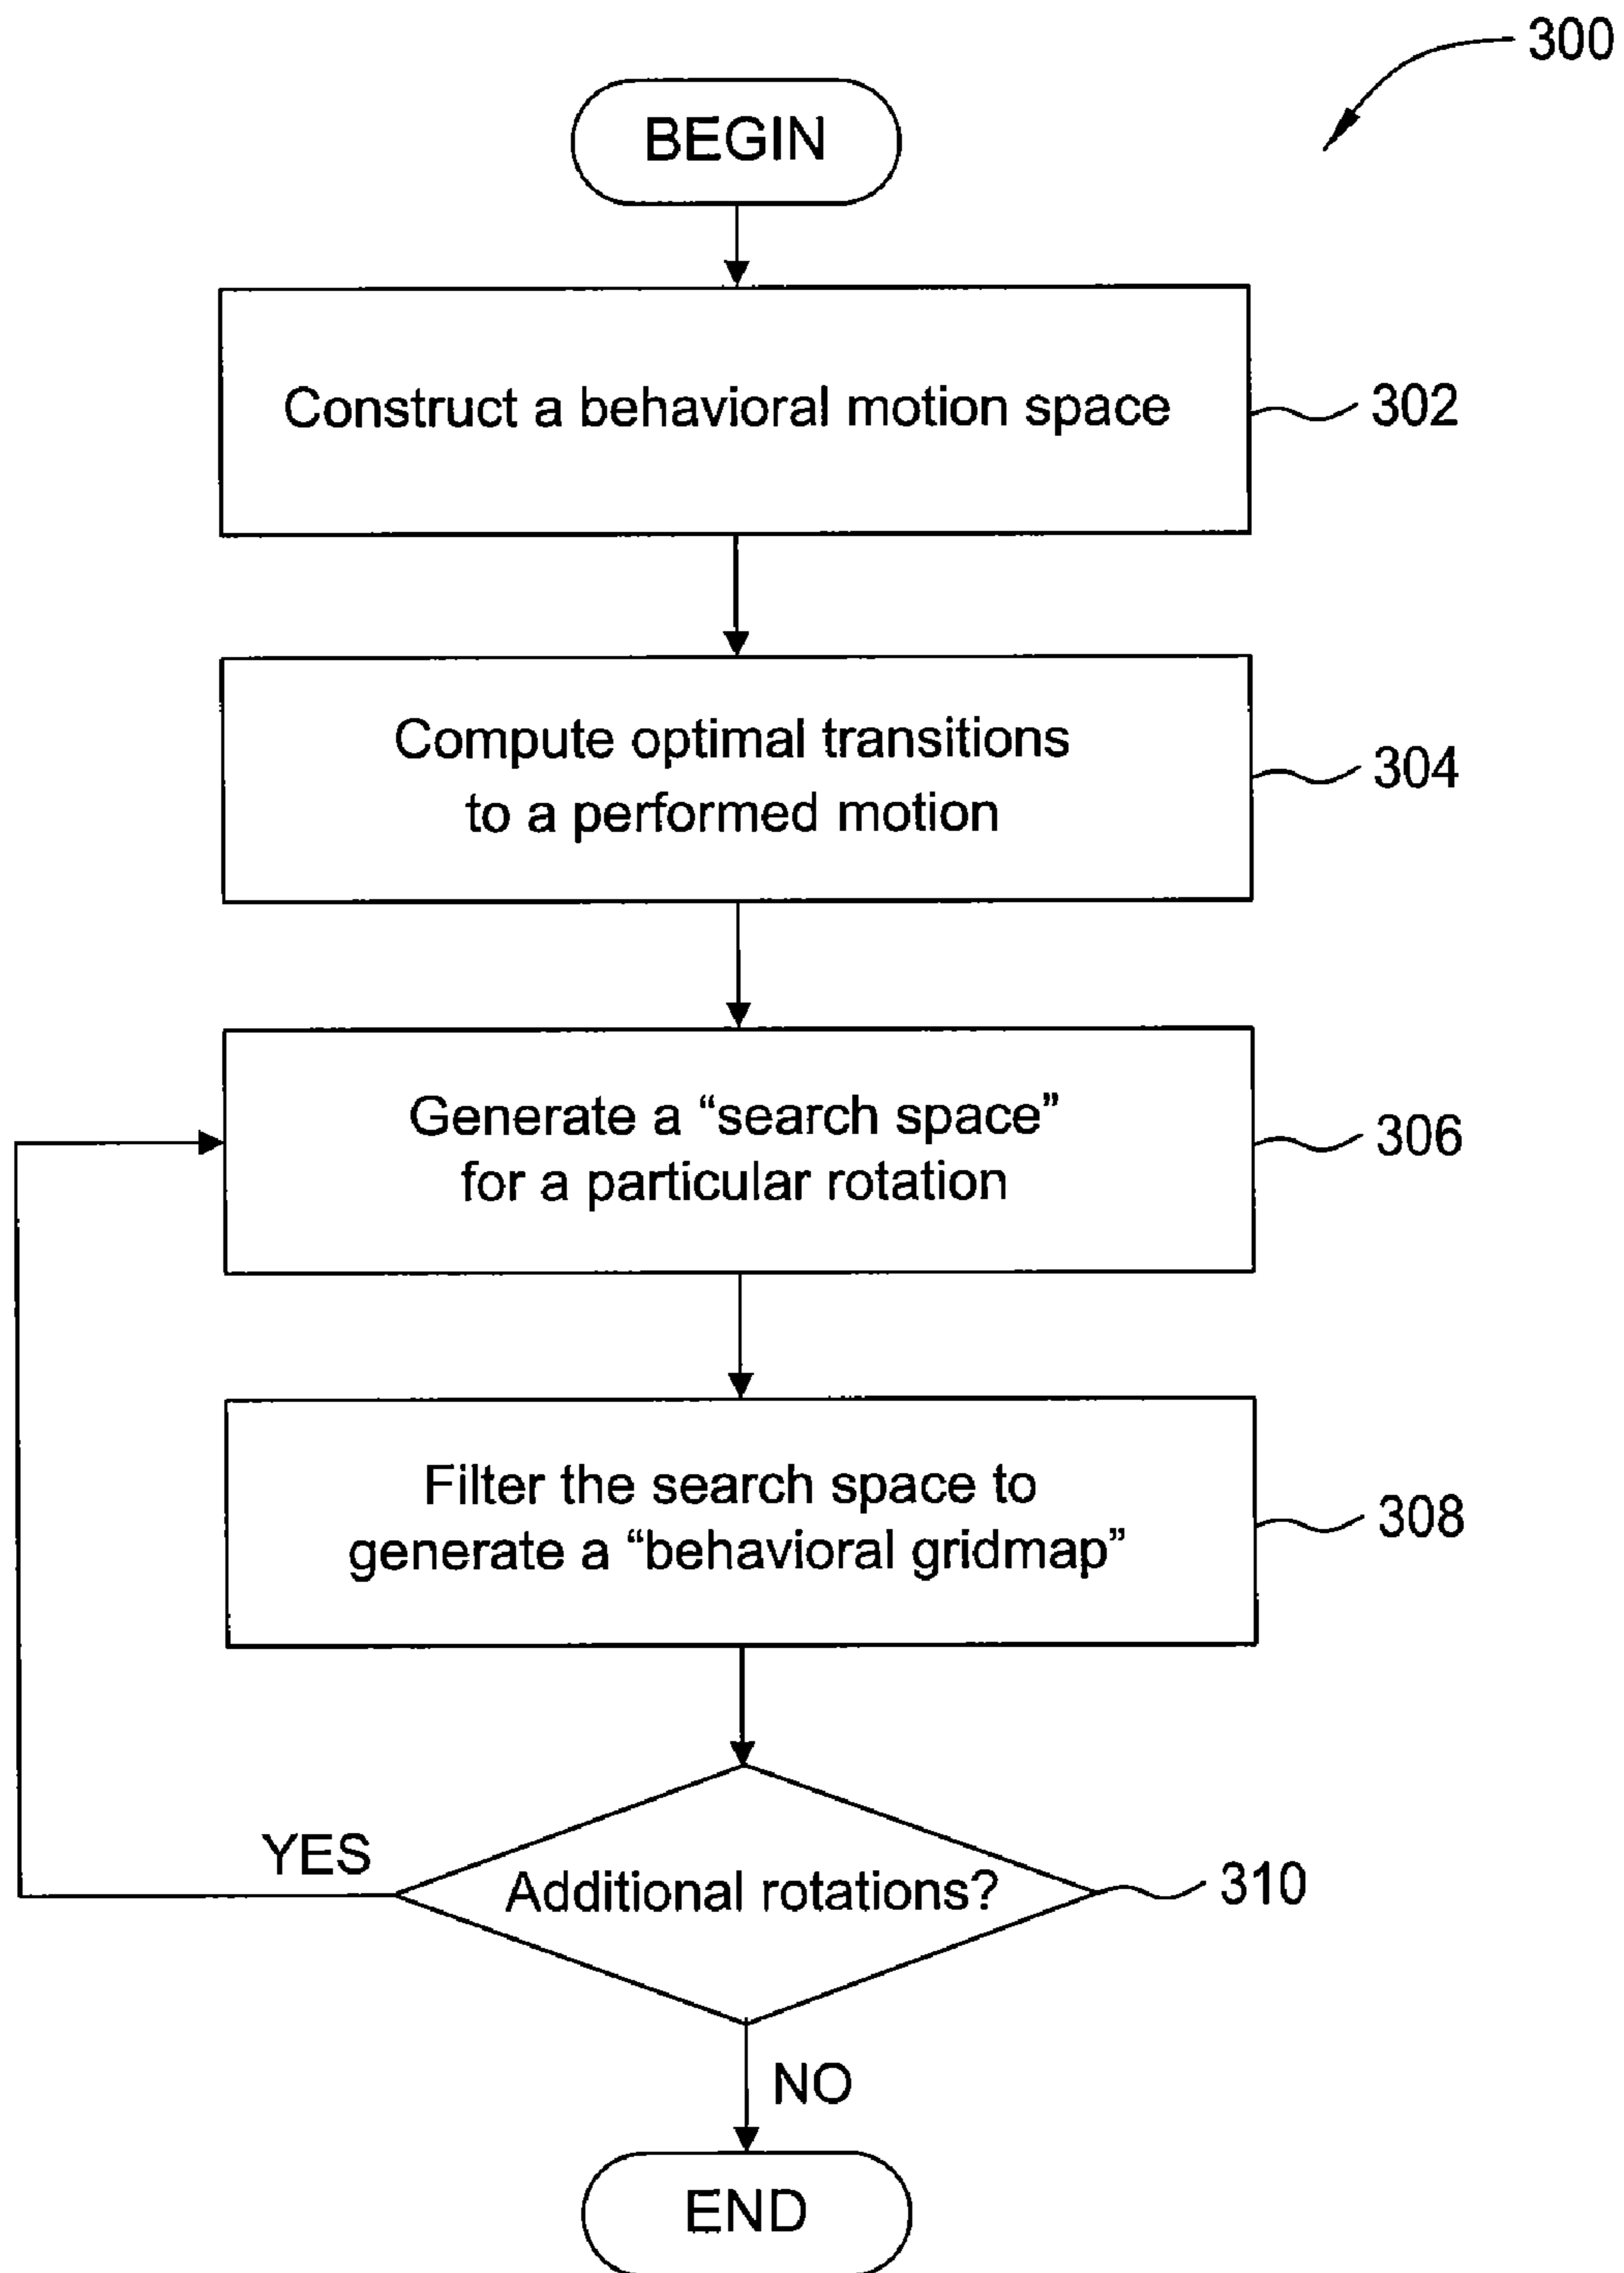 300
BEGIN
Construct a behavioral motion space
302
Compute optimal transitions
to a performed motion
304
Generate a “search space”
for a particular rotation
306
Filter the search space to
generate a “behavioral gridmap”
308
YES
Additional rotations?
310
NO
END